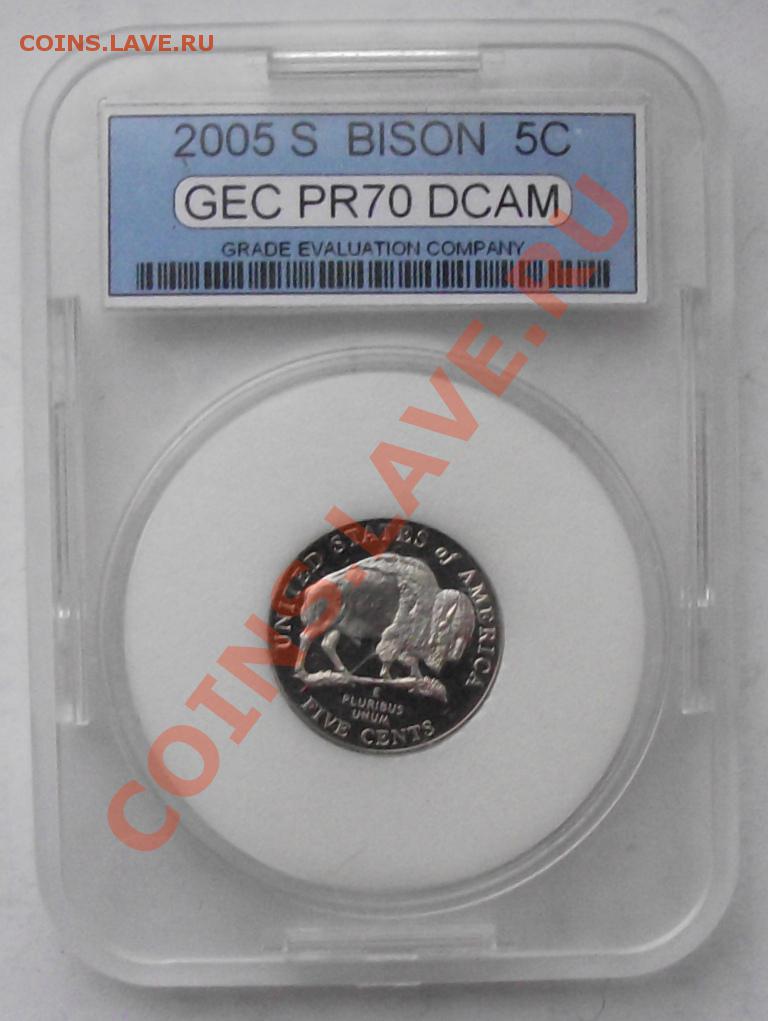 COINS.LAVE.RU
2005 S BISON 5C
GEC PR70 DCAM
GRADE EVALUATION COMPANY
COINS.LAVE.RU
UNITED STATES of AMERICA
E
PLURIBUS
UNUM
FIVE CENTS